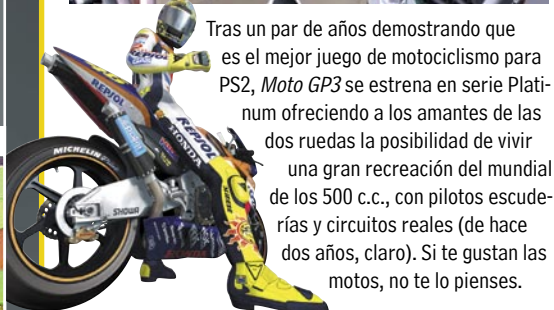 Tras un par de años demostrando que
es el mejor juego de motociclismo para
PS2, Moto GP3 se estrena en serie Plati-
num ofreciendo a los amantes de las
dos ruedas la posibilidad de vivir
una gran recreación del mundial
de los 500 c.c., con pilotos escude-
rías y circuitos reales (de hace
dos años, claro). Si te gustan las
motos, no te lo pienses.
REPSOL
REPSOL
HONDA
MICHELIN
SHOWA